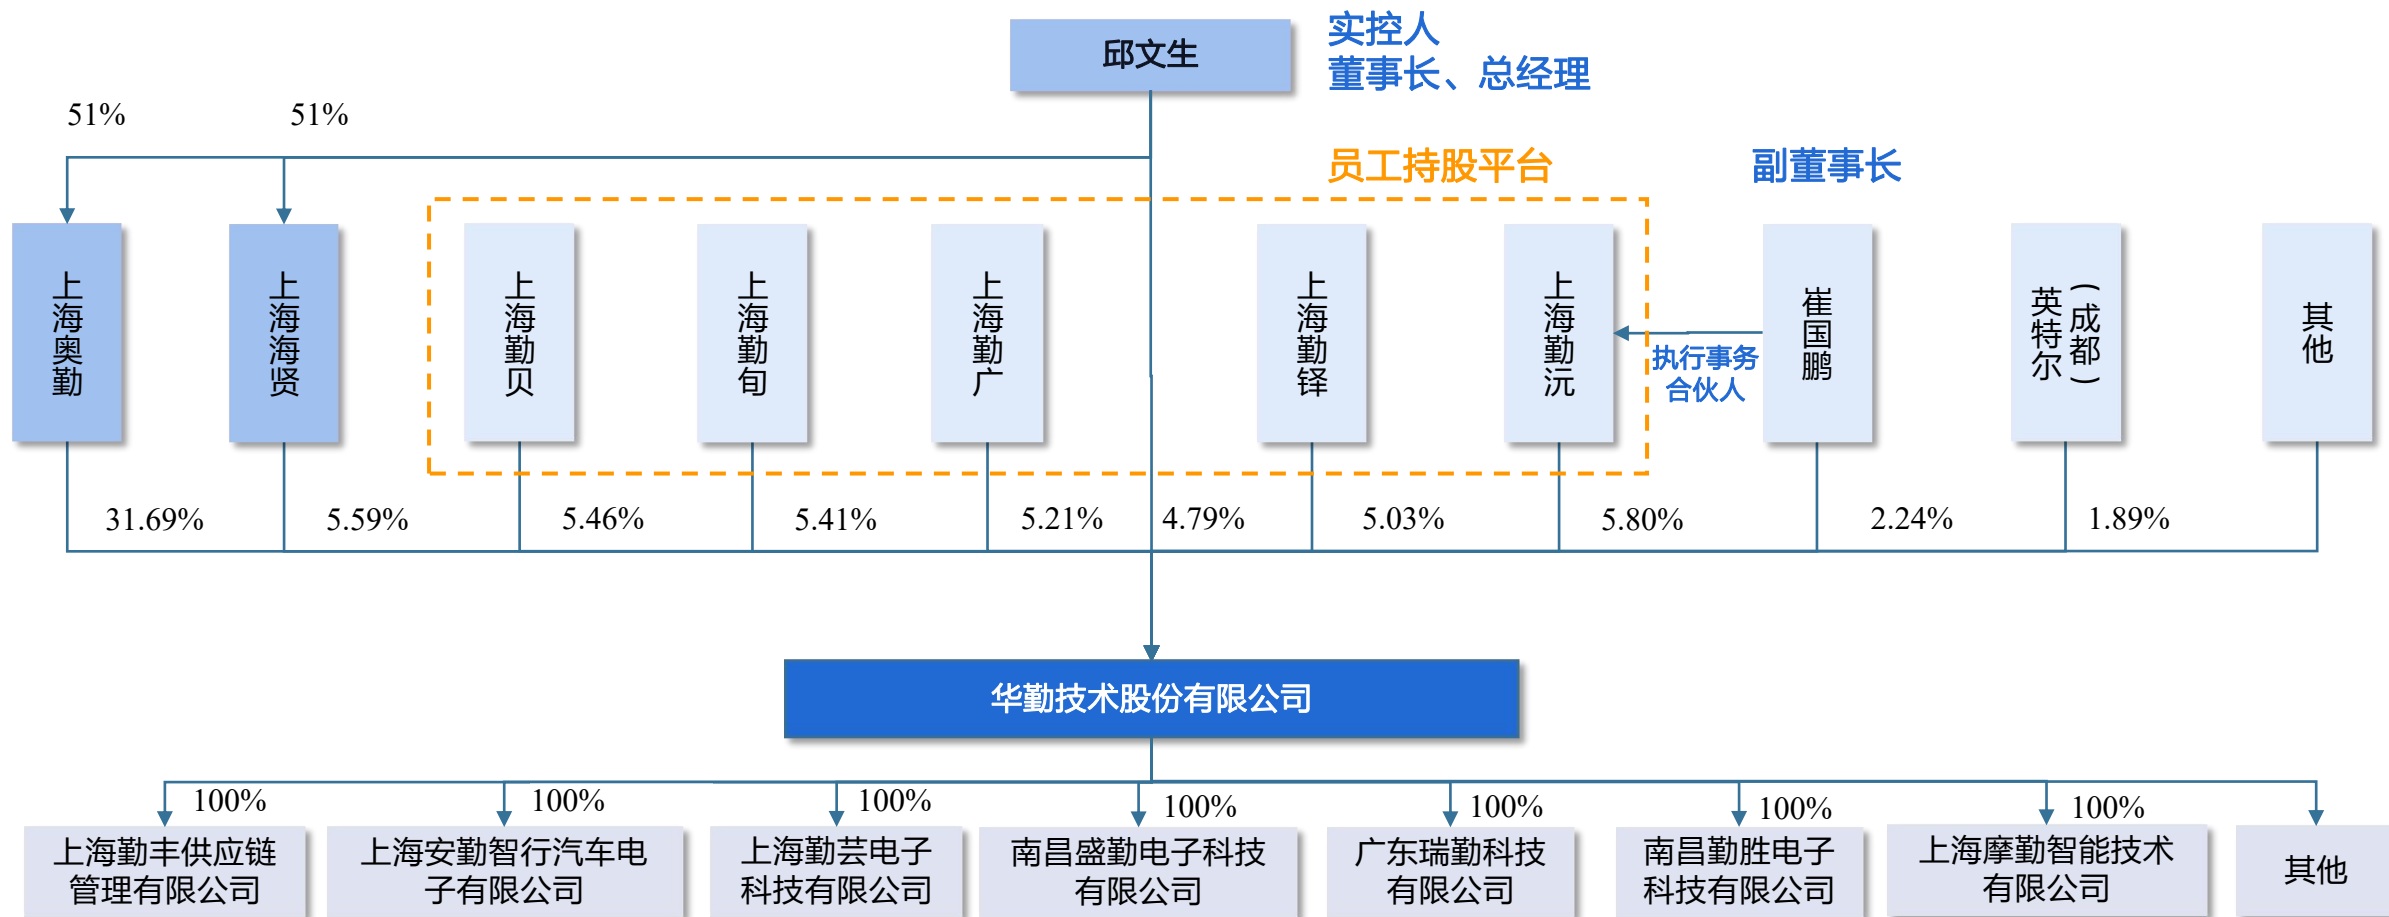 邱文生
实控人
董事长、总经理
51%
51%
员工持股平台
副董事长
上海奥勤
上海海贤
上海勤贝
上海勤旬
上海勤广
上海勤铎
上海勤沅
执行事务
合伙人
崔国鹏
英特尔
（成都）
其他
31.69%
5.59%
5.46%
5.41%
5.21%
4.79%
5.03%
5.80%
2.24%
1.89%
华勤技术股份有限公司
100%
100%
100%
100%
100%
100%
100%
上海勤丰供应链
管理有限公司
上海安勤智行汽车电
子有限公司
上海勤芸电子
科技有限公司
南昌盛勤电子科技
有限公司
广东瑞勤科技
有限公司
南昌勤胜电子
科技有限公司
上海摩勤智能技术
有限公司
其他